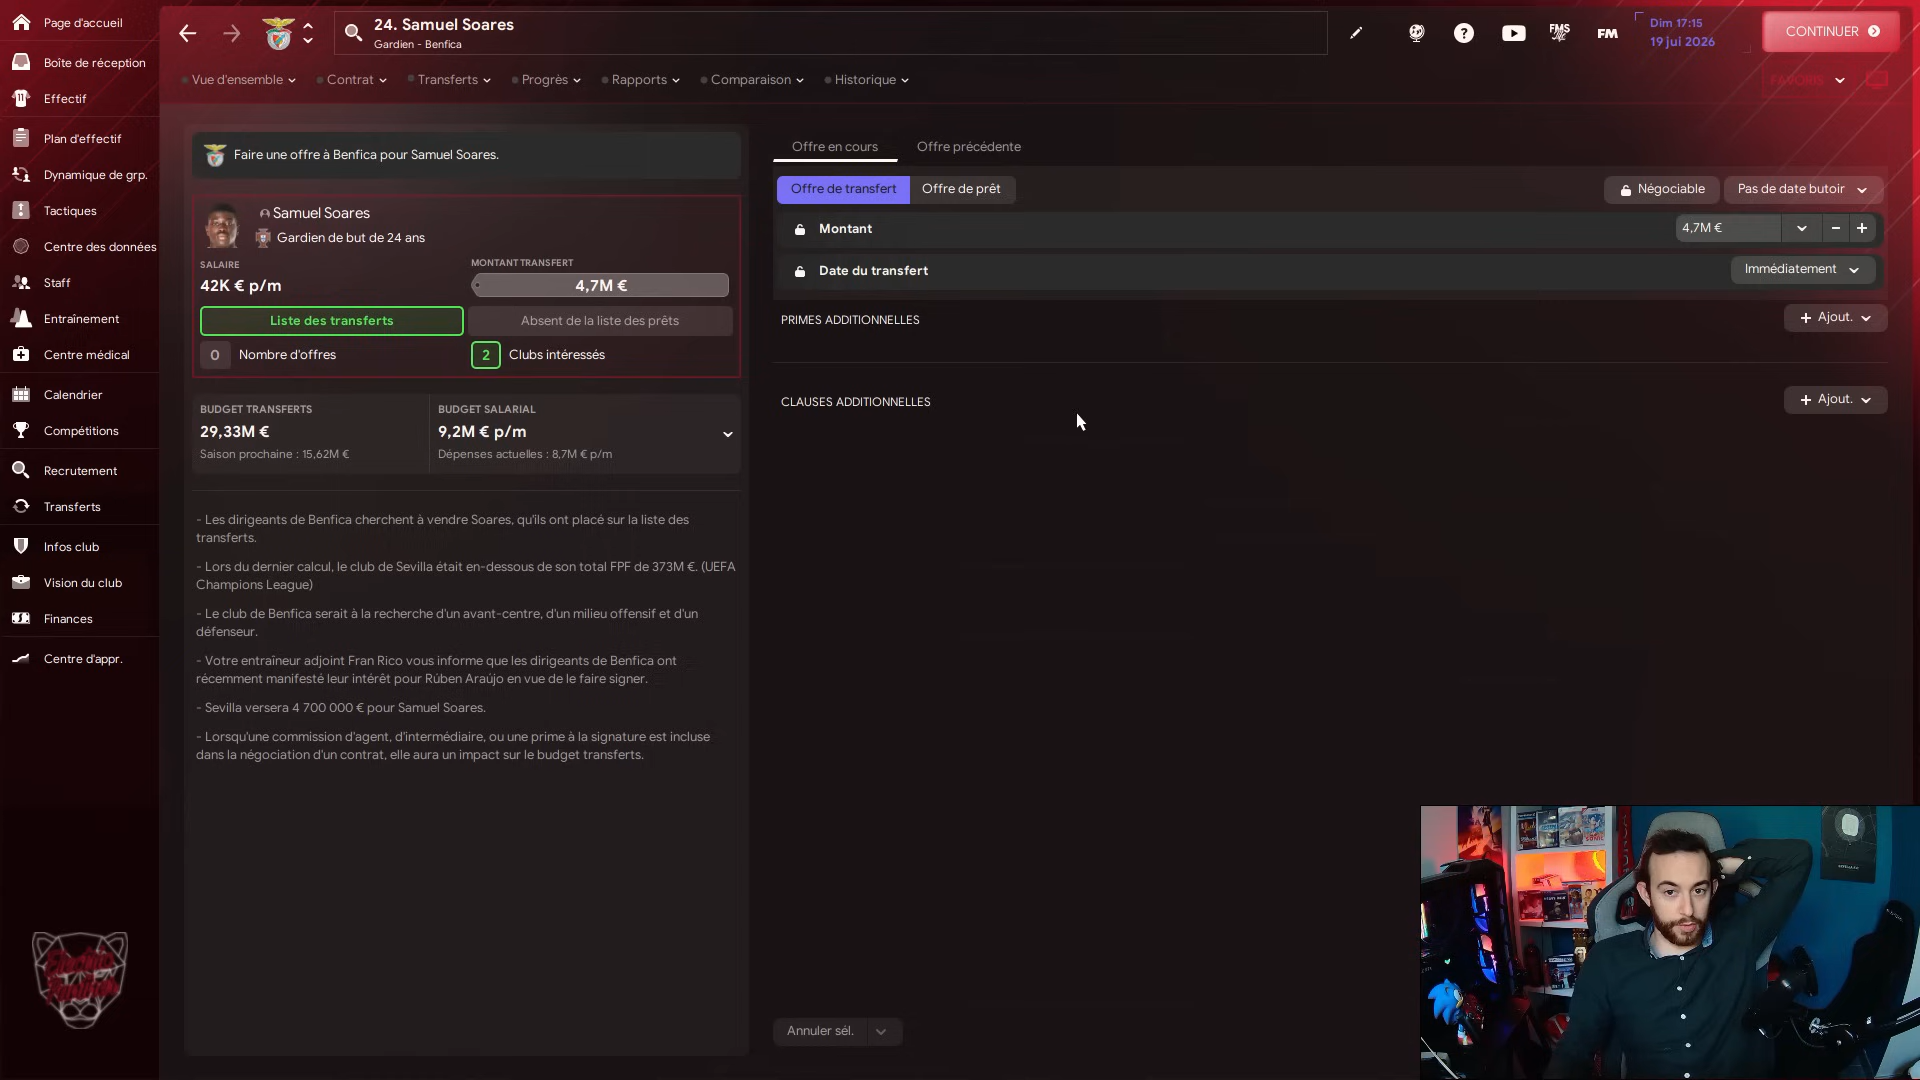 Page d'accueil
24. Samuel Soares
Gardien - Benfica
FMS
FM
Dim 17:15
19 jui 2026
CONTINUER
Boîte de réception
Vue d'ensemble
Contrat
Transferts
Progrès
Rapports
Comparaison
Historique
FAVORIS
Effectif
Plan d'effectif
Dynamique de grp.
Tactiques
Centre des données
Staff
Entraînement
Centre médical
Calendrier
Compétitions
Recrutement
Transferts
Infos club
Vision du club
Finances
Centre d'appr.
Faire une offre à Benfica pour Samuel Soares.
Samuel Soares
Gardien de but de 24 ans
SALAIRE
42K € p/m
MONTANT TRANSFERT
4,7M €
Liste des transferts
Absent de la liste des prêts
0 Nombre d'offres
2 Clubs intéressés
BUDGET TRANSFERTS
29,33M €
Saison prochaine : 15,62M €
BUDGET SALARIAL
9,2M € p/m
Dépenses actuelles : 8,7M € p/m
- Les dirigeants de Benfica cherchent à vendre Soares, qu'ils ont placé sur la liste des
transferts.
- Lors du dernier calcul, le club de Sevilla était en-dessous de son total FPF de 373M €. (UEFA
Champions League)
- Le club de Benfica serait à la recherche d'un avant-centre, d'un milieu offensif et d'un
défenseur.
- Votre entraîneur adjoint Fran Rico vous informe que les dirigeants de Benfica ont
récemment manifesté leur intérêt pour Rúben Araújo en vue de le faire signer.
- Sevilla versera 4 700 000 € pour Samuel Soares.
- Lorsqu'une commission d'agent, d'intermédiaire, ou une prime à la signature est incluse
dans la négociation d'un contrat, elle aura un impact sur le budget transferts.
Offre en cours
Offre précédente
Offre de transfert
Offre de prêt
Négociable
Pas de date butoir
Montant
4,7M €
Date du transfert
Immédiatement
PRIMES ADDITIONNELLES
+ Ajout.
CLAUSES ADDITIONNELLES
+ Ajout.
Annuler sél.